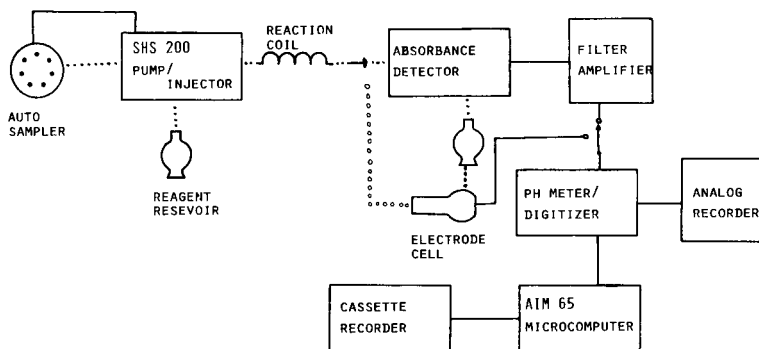 AUTO
SAMPLER
SHS 200
PUMP/
INJECTOR
REAGENT
RESEVOIR
REACTION
COIL
ABSORBANCE
DETECTOR
FILTER
AMPLIFIER
ELECTRODE
CELL
PH METER/
DIGITIZER
ANALOG
RECORDER
CASSETTE
RECORDER
AIM 65
MICROCOMPUTER